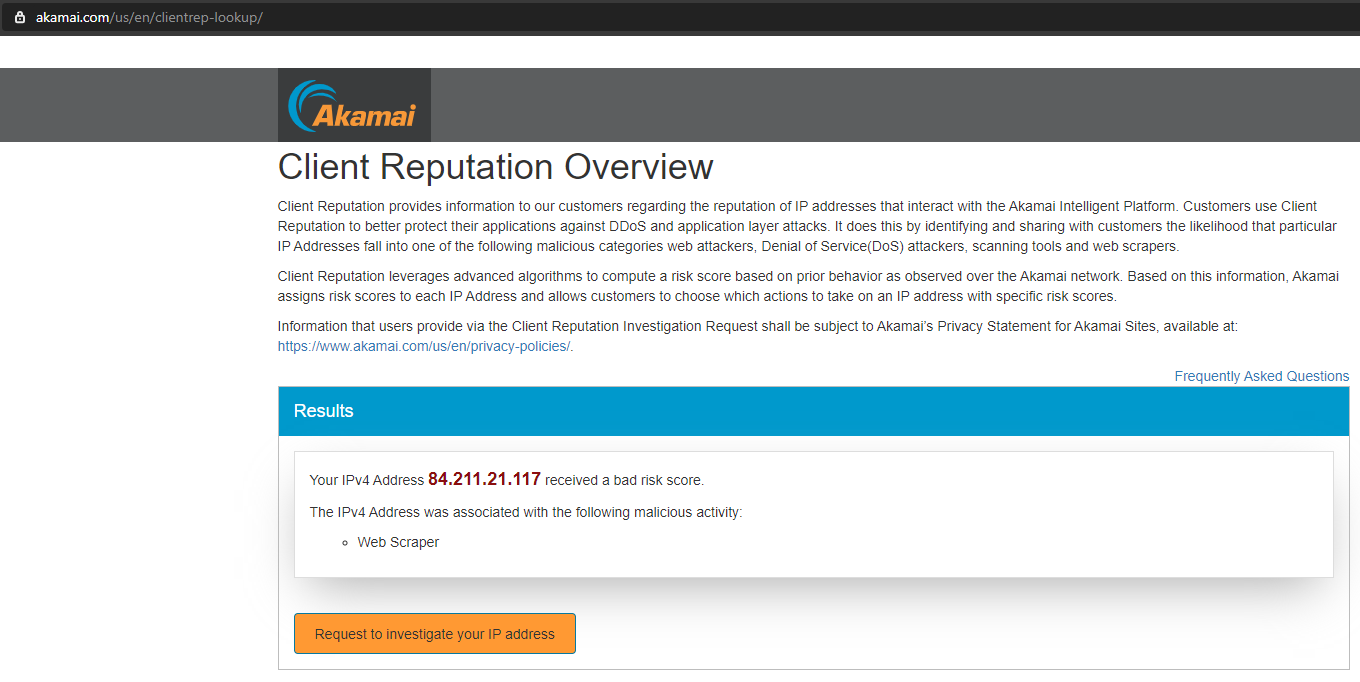 akamai.com/us/en/clientrep-lookup/
Akamai
Client Reputation Overview
Client Reputation provides information to our customers regarding the reputation of IP addresses that interact with the Akamai Intelligent Platform. Customers use Client
Reputation to better protect their applications against DDoS and application layer attacks. It does this by identifying and sharing with customers the likelihood that particular
IP Addresses fall into one of the following malicious categories web attackers, Denial of Service(DoS) attackers, scanning tools and web scrapers.
Client Reputation leverages advanced algorithms to compute a risk score based on prior behavior as observed over the Akamai network. Based on this information, Akamai
assigns risk scores to each IP Address and allows customers to choose which actions to take on an IP address with specific risk scores.
Information that users provide via the Client Reputation Investigation Request shall be subject to Akamai’s Privacy Statement for Akamai Sites, available at:
https://www.akamai.com/us/en/privacy-policies/.
Frequently Asked Questions
Results
Your IPv4 Address 84.211.21.117 received a bad risk score.
The IPv4 Address was associated with the following malicious activity:
Web Scraper
Request to investigate your IP address